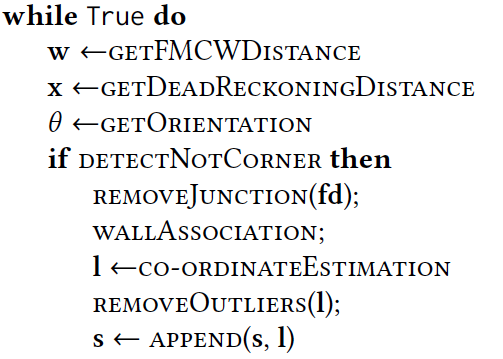 while True do
w ←getFMCWDistance
x ←getDeadReckoningDistance
θ ←getOrientation
if detectNotCorner then
removeJunction(fd);
wallAssociation;
l ←co-ordinateEstimation
removeOutliers(l);
s ← append(s, l)